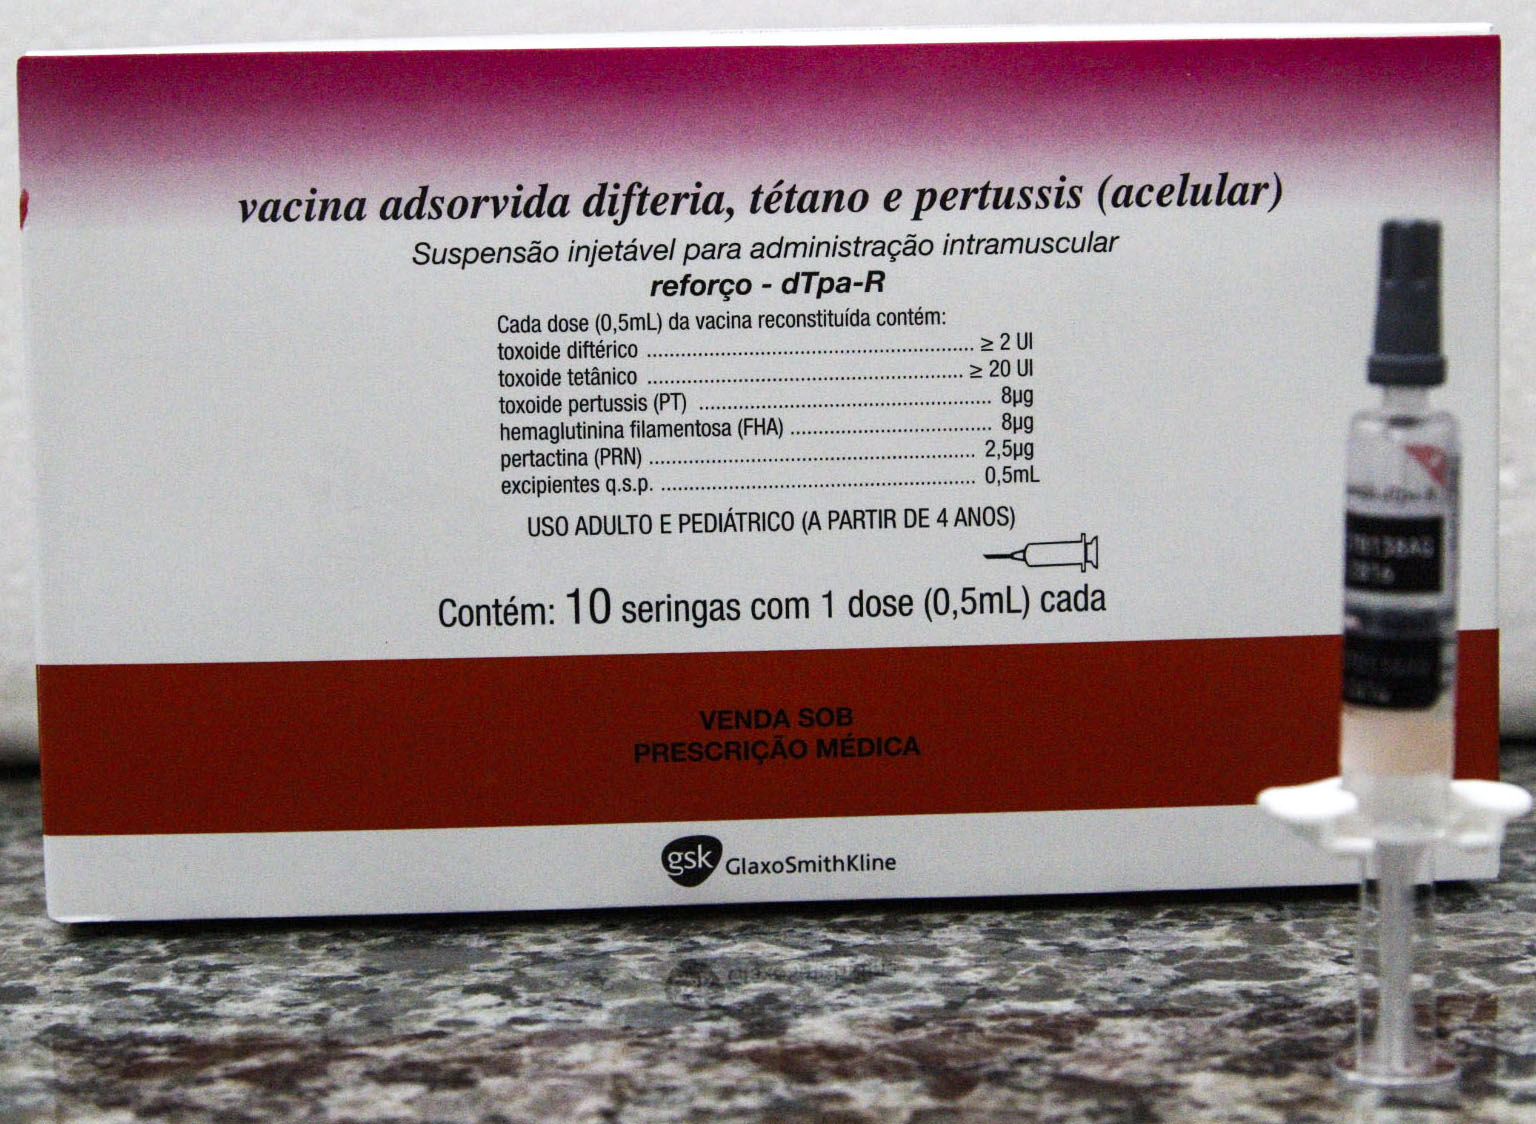 vacina adsorvida difteria, tétano e pertussis (acelular)
Suspensão injetável para administração intramuscular
reforço - dTpa-R
Cada dose (0,5mL) da vacina reconstituída contém:
toxoide diftérico ........................................................................ ≥ 2 UI
toxoide tetânico ...................................................................... ≥ 20 UI
toxoide pertussis (PT) ................................................................ 8µg
hemaglutinina filamentosa (FHA) ............................................ 8µg
pertactina (PRN) ....................................................................... 2,5µg
excipientes q.s.p. ..................................................................... 0,5mL
USO ADULTO E PEDIÁTRICO (A PARTIR DE 4 ANOS)
Contém: 10 seringas com 1 dose (0,5mL) cada
VENDA SOB
PRESCRIÇÃO MÉDICA
gsk GlaxoSmithKline